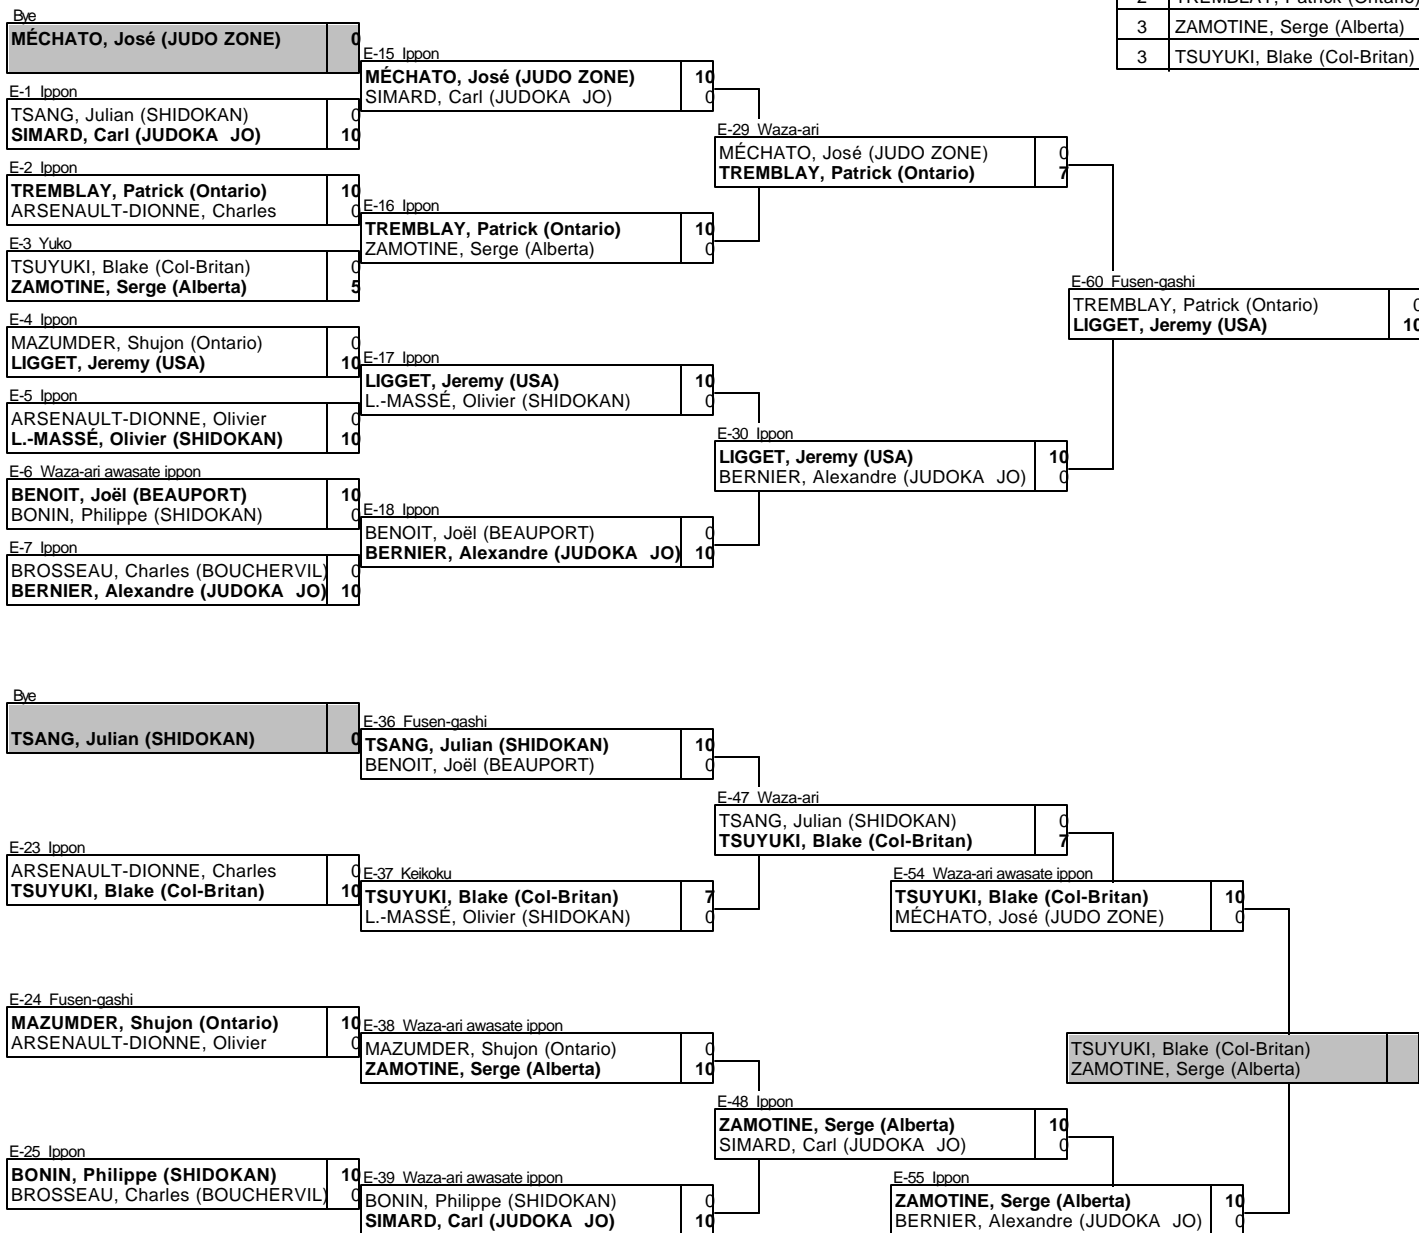 2 TREMBLAY, Patrick (Ontario)
3 ZAMOTINE, Serge (Alberta)
3 TSUYUKI, Blake (Col-Britan)
Bye
MÉCHATO, José (JUDO ZONE) 0
E-1 Ippon
TSANG, Julian (SHIDOKAN) 0
SIMARD, Carl (JUDOKA JO) 10
E-2 Ippon
TREMBLAY, Patrick (Ontario) 10
ARSENAULT-DIONNE, Charles 0
E-3 Yuko
TSUYUKI, Blake (Col-Britan) 0
ZAMOTINE, Serge (Alberta) 5
E-4 Ippon
MAZUMDER, Shujon (Ontario) 0
LIGGET, Jeremy (USA) 10
E-5 Ippon
ARSENAULT-DIONNE, Olivier 0
L.-MASSÉ, Olivier (SHIDOKAN) 10
E-6 Waza-ari awasate ippon
BENOIT, Joël (BEAUPORT) 10
BONIN, Philippe (SHIDOKAN) 0
E-7 Ippon
BROSSEAU, Charles (BOUCHERVIL) 0
BERNIER, Alexandre (JUDOKA JO) 10
E-15 Ippon
MÉCHATO, José (JUDO ZONE) 10
SIMARD, Carl (JUDOKA JO) 0
E-16 Ippon
TREMBLAY, Patrick (Ontario) 10
ZAMOTINE, Serge (Alberta) 0
E-17 Ippon
LIGGET, Jeremy (USA) 10
L.-MASSÉ, Olivier (SHIDOKAN) 0
E-18 Ippon
BENOIT, Joël (BEAUPORT) 0
BERNIER, Alexandre (JUDOKA JO) 10
E-29 Waza-ari
MÉCHATO, José (JUDO ZONE) 0
TREMBLAY, Patrick (Ontario) 7
E-30 Ippon
LIGGET, Jeremy (USA) 10
BERNIER, Alexandre (JUDOKA JO) 0
E-60 Fusen-gashi
TREMBLAY, Patrick (Ontario) 0
LIGGET, Jeremy (USA) 10
Bye
TSANG, Julian (SHIDOKAN) 0
E-23 Ippon
ARSENAULT-DIONNE, Charles 0
TSUYUKI, Blake (Col-Britan) 10
E-24 Fusen-gashi
MAZUMDER, Shujon (Ontario) 10
ARSENAULT-DIONNE, Olivier 0
E-25 Ippon
BONIN, Philippe (SHIDOKAN) 10
BROSSEAU, Charles (BOUCHERVIL) 0
E-36 Fusen-gashi
TSANG, Julian (SHIDOKAN) 10
BENOIT, Joël (BEAUPORT) 0
E-37 Keikoku
TSUYUKI, Blake (Col-Britan) 7
L.-MASSÉ, Olivier (SHIDOKAN) 0
E-38 Waza-ari awasate ippon
MAZUMDER, Shujon (Ontario) 0
ZAMOTINE, Serge (Alberta) 10
E-39 Waza-ari awasate ippon
BONIN, Philippe (SHIDOKAN) 0
SIMARD, Carl (JUDOKA JO) 10
E-47 Waza-ari
TSANG, Julian (SHIDOKAN) 0
TSUYUKI, Blake (Col-Britan) 7
E-48 Ippon
ZAMOTINE, Serge (Alberta) 10
SIMARD, Carl (JUDOKA JO) 0
E-54 Waza-ari awasate ippon
TSUYUKI, Blake (Col-Britan) 10
MÉCHATO, José (JUDO ZONE) 0
E-55 Ippon
ZAMOTINE, Serge (Alberta) 10
BERNIER, Alexandre (JUDOKA JO) 0
TSUYUKI, Blake (Col-Britan)
ZAMOTINE, Serge (Alberta)